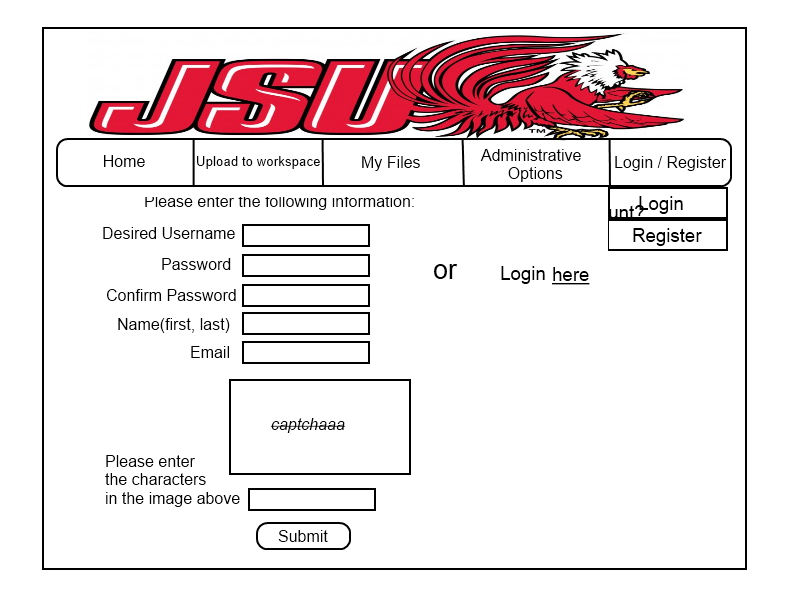 JSU
TM
Home
Upload to workspace
My Files
Administrative
Options
Login / Register
Please enter the following information:
Login
unt?
Register
Desired Username
Password
Confirm Password
Name(first, last)
Email
or
Login here
captchaaa
Please enter
the characters
in the image above
Submit